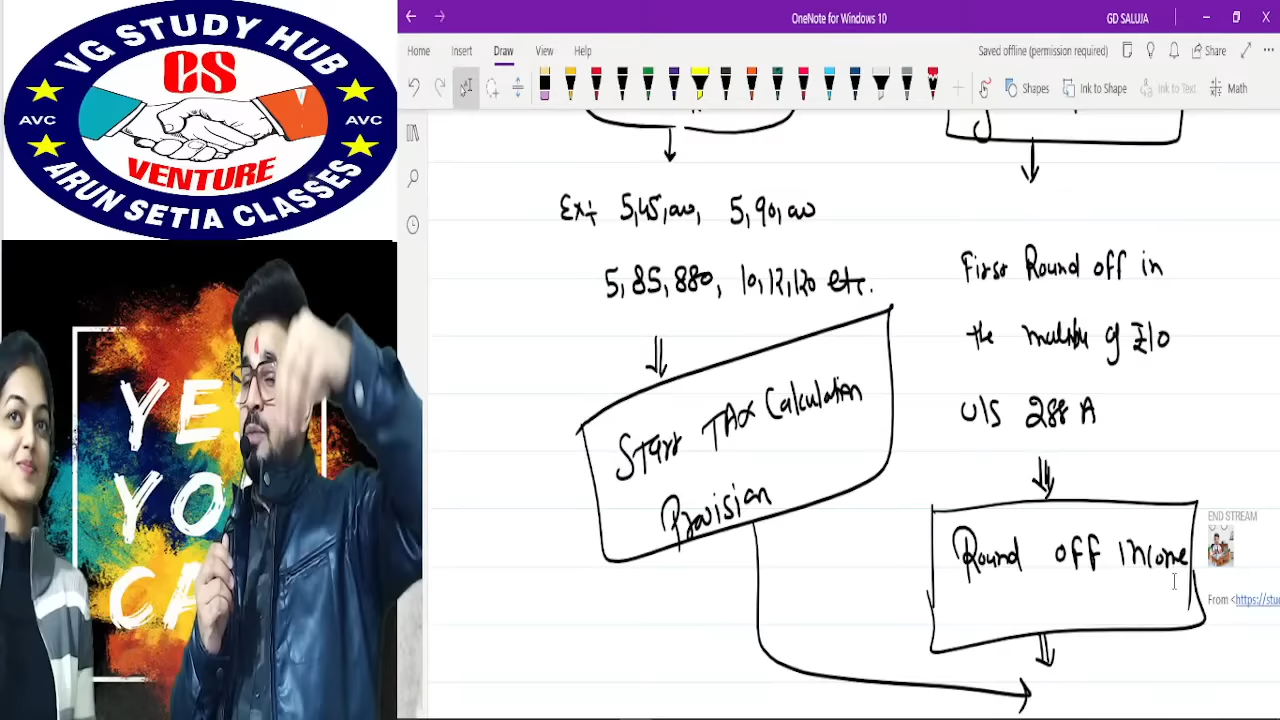 VG STUDY HUB
CS
AVC
AVC
VENTURE
ARUN SETIA CLASSES
YES
YO
CA
OneNote for Windows 10
GD SALUJA
Home
Insert
Draw
View
Help
Saved offline (permission required)
Share
Shapes
Ink to Shape
Ink to Text
Math
Ex:- 5,45,000, 5,90,000
5,85,880, 10,12,120 etc.
Start TAX Calculation
Provision
First Round off in
the multiple of ₹10
U/S 288 A
Round off income
END STREAM
From <https://stu